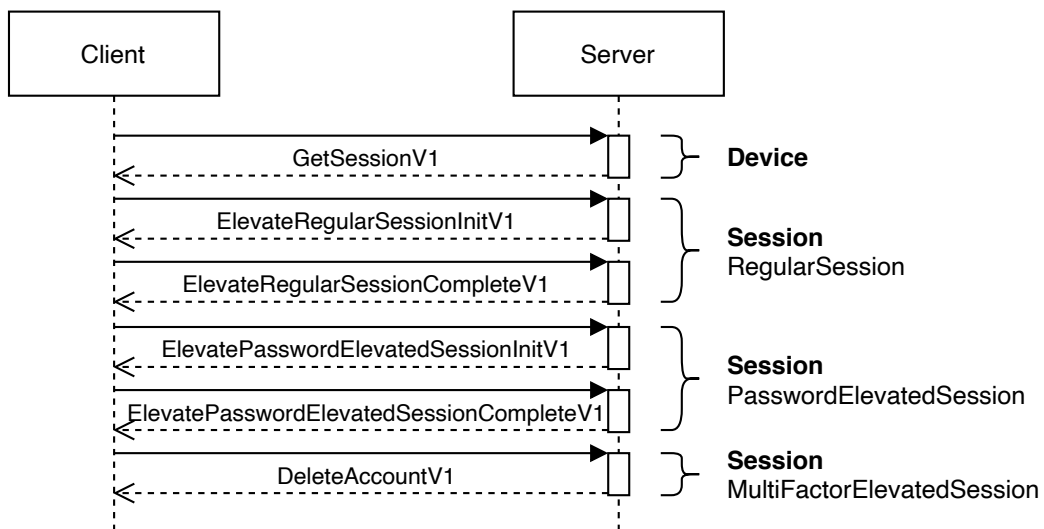 Client
Server
GetSessionV1
Device
ElevateRegularSessionInitV1
Session
RegularSession
ElevateRegularSessionCompleteV1
ElevatePasswordElevatedSessionInitV1
Session
PasswordElevatedSession
ElevatePasswordElevatedSessionCompleteV1
Session
DeleteAccountV1
MultiFactorElevatedSession